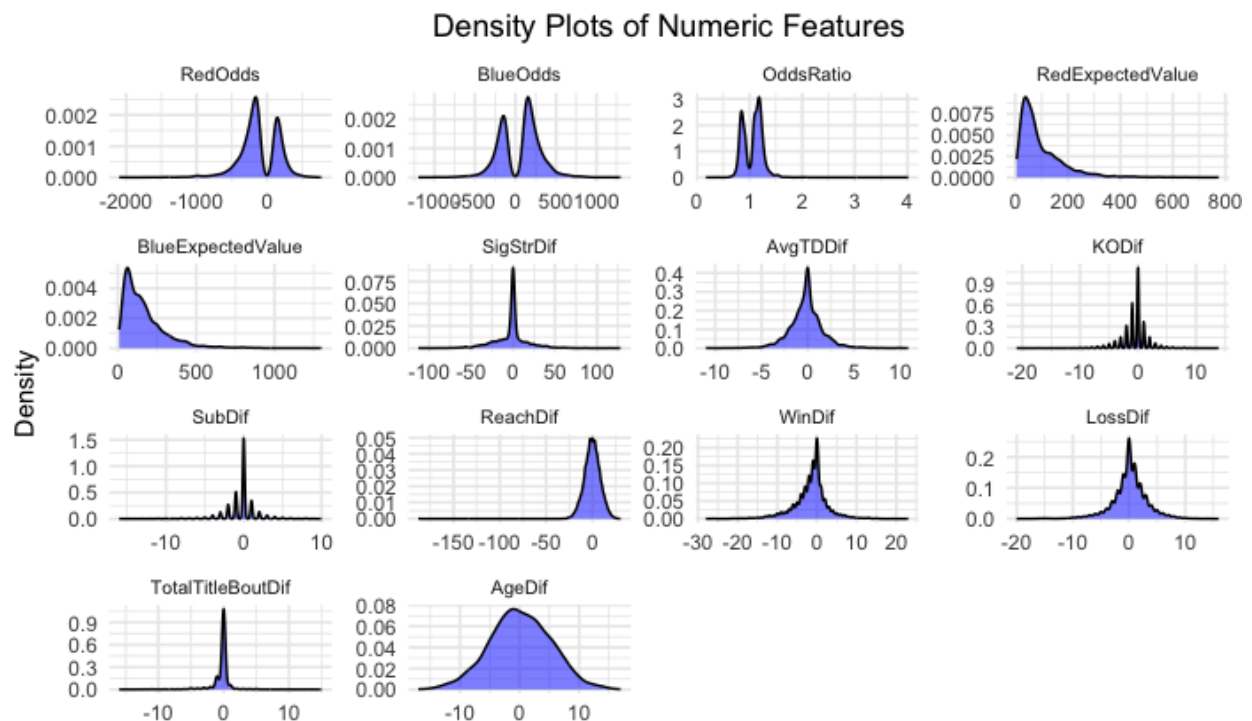 Density Plots of Numeric Features
RedOdds BlueOdds OddsRatio RedExpectedValue
0.002 0.002 3 0.0075
0.001 0.001 2 0.0050
1 0.0025
0.000 0.000 0 0.0000
-2000 -1000 0 -1000 -500 0 500 1000 0 1 2 3 4 0 200 400 600 800
BlueExpectedValue SigStrDif AvgTDDif KODif
0.004 0.075 0.4 0.9
0.002 0.050 0.3 0.6
0.025 0.2 0.3
0.000 0.000 0.1 0.0
0.0
0 500 1000 -100 -50 0 50 100 -10 -5 0 5 10 -20 -10 0 10
Density
SubDif ReachDif WinDif LossDif
1.5 0.05 0.20 0.2
1.0 0.04 0.15 0.1
0.5 0.03 0.10 0.0
0.0 0.02 0.05
0.01 0.00
0.00
-10 0 10 -150 -100 -50 0 -30 -20 -10 0 10 20 -20 -10 0 10
TotalTitleBoutDif AgeDif
0.9 0.08
0.6 0.06
0.3 0.04
0.0 0.02
0.00
-10 0 10 -10 0 10